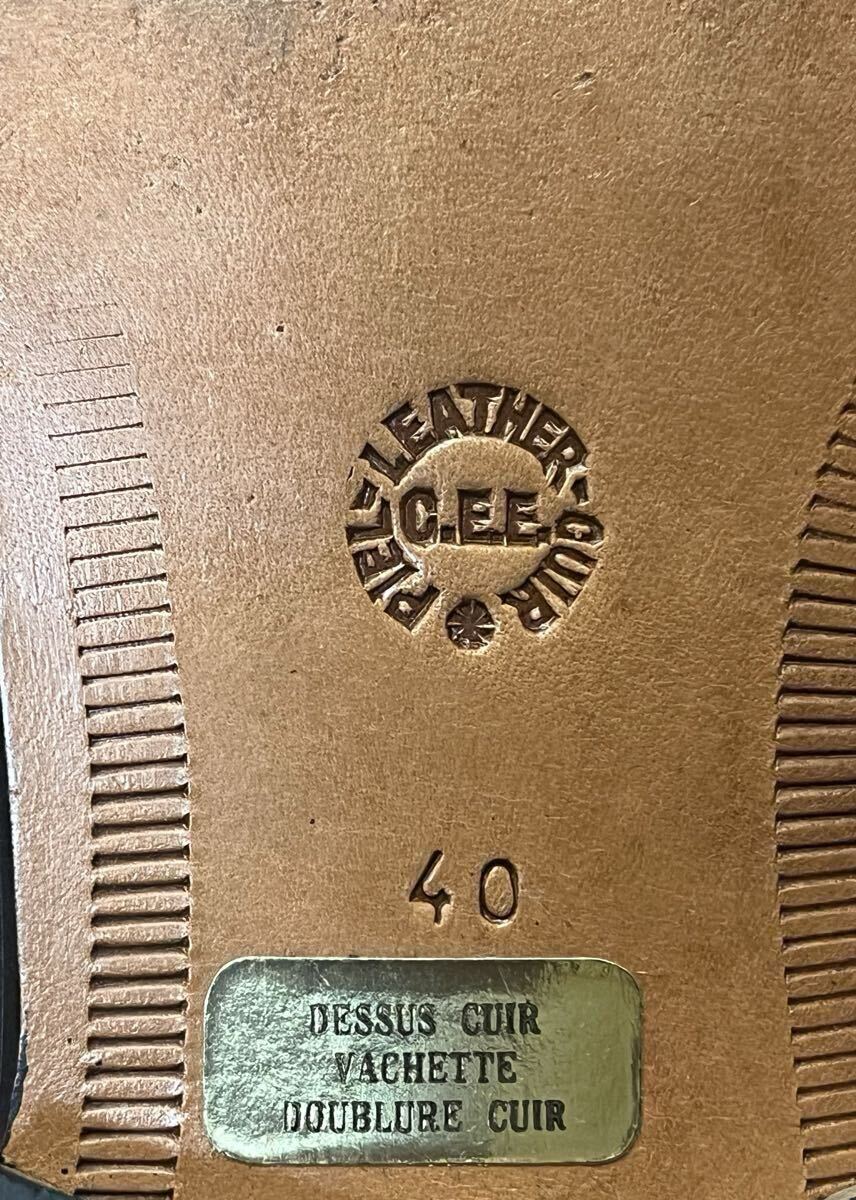 PIEL-LEATHER-CUIR
C.E.E.
40
DESSUS CUIR
VACHETTE
DOUBLURE CUIR